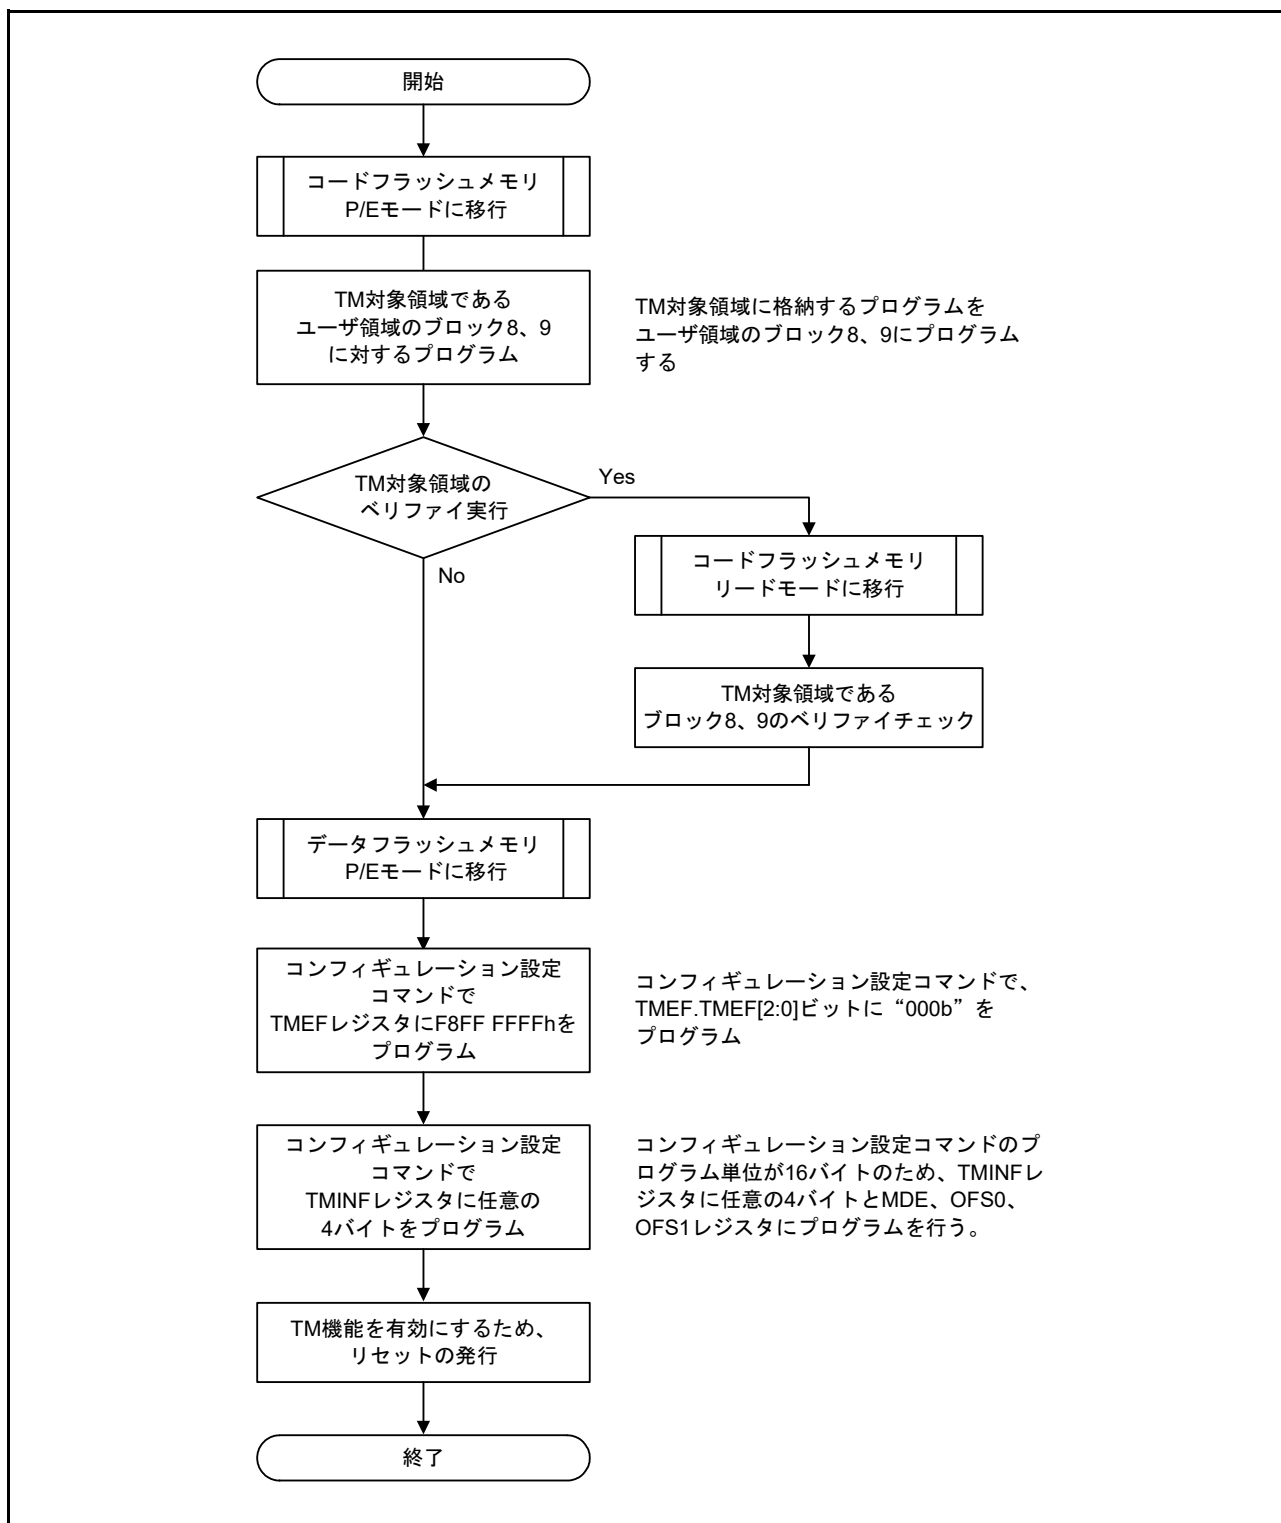 開始
コードフラッシュメモリ
P/Eモードに移行
TM対象領域である
ユーザ領域のブロック8、9
に対するプログラム
TM対象領域に格納するプログラムを
ユーザ領域のブロック8、9にプログラム
する
TM対象領域の
ベリファイ実行
Yes
No
コードフラッシュメモリ
リードモードに移行
TM対象領域である
ブロック8、9のベリファイチェック
データフラッシュメモリ
P/Eモードに移行
コンフィギュレーション設定
コマンドで
TMEFレジスタにF8FF FFFFhを
プログラム
コンフィギュレーション設定コマンドで、
TMEF.TMEF[2:0]ビットに“000b”を
プログラム
コンフィギュレーション設定
コマンドで
TMINFレジスタに任意の
4バイトをプログラム
コンフィギュレーション設定コマンドのプ
ログラム単位が16バイトのため、TMINFレ
ジスタに任意の4バイトとMDE、OFS0、
OFS1レジスタにプログラムを行う。
TM機能を有効にするため、
リセットの発行
終了